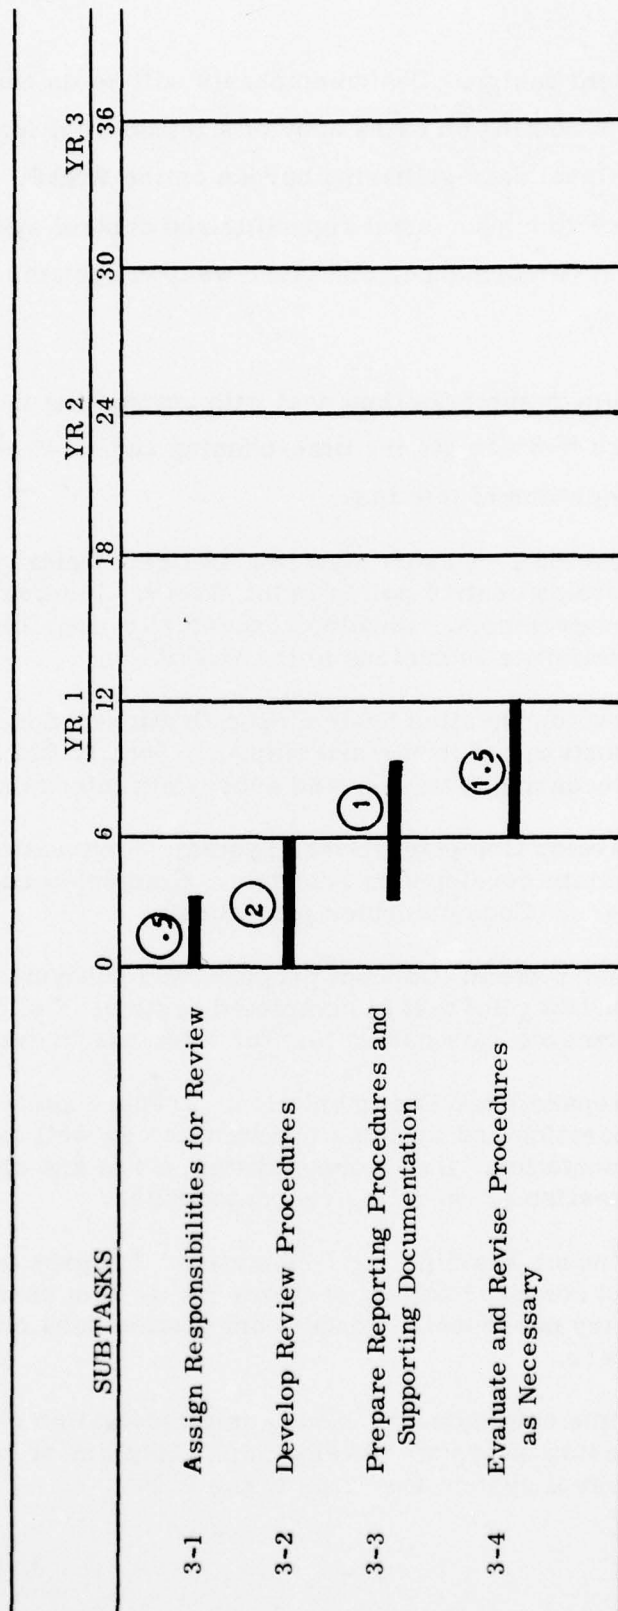 YR 1 YR 2 YR 3
SUBTASKS 0 6 12 18 24 30 36
.5
3-1 Assign Responsibilities for Review
2
3-2 Develop Review Procedures
1
3-3 Prepare Reporting Procedures and
Supporting Documentation
1.5
3-4 Evaluate and Revise Procedures
as Necessary